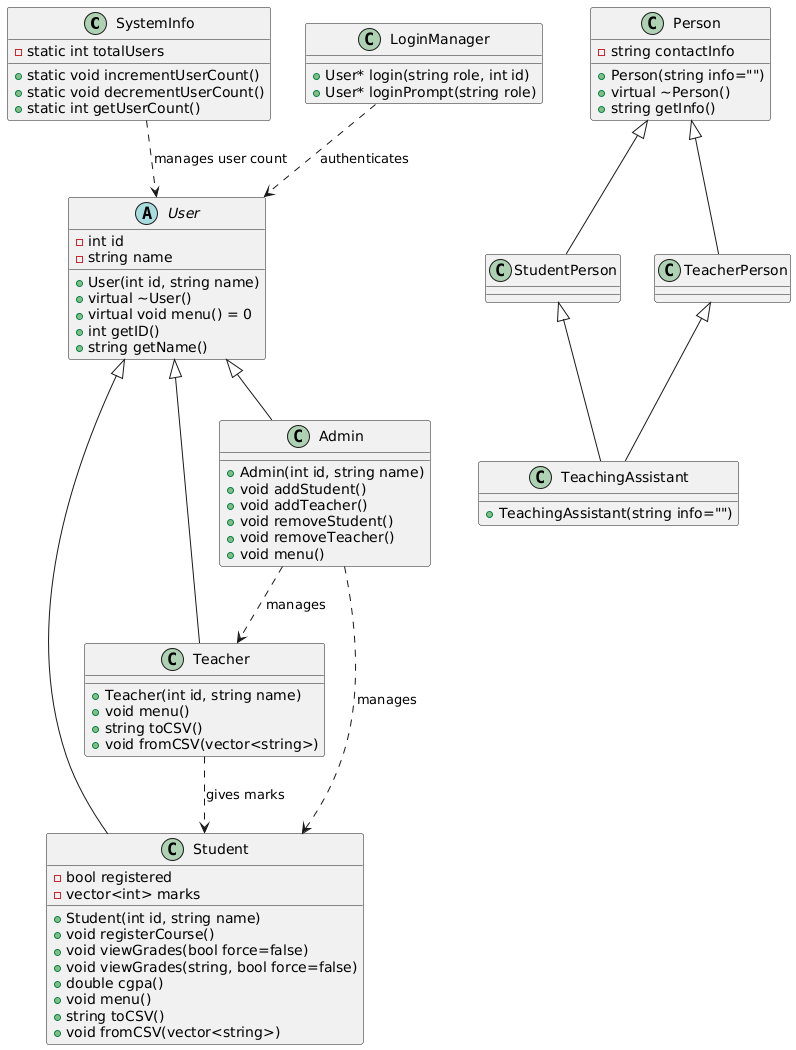 C SystemInfo
static int totalUsers
static void incrementUserCount()
static void decrementUserCount()
static int getUserCount()
C LoginManager
User* login(string role, int id)
User* loginPrompt(string role)
C Person
string contactInfo
Person(string info="")
virtual ~Person()
string getInfo()
manages user count
authenticates
A User
int id
string name
User(int id, string name)
virtual ~User()
virtual void menu() = 0
int getID()
string getName()
C StudentPerson
C TeacherPerson
C Admin
Admin(int id, string name)
void addStudent()
void addTeacher()
void removeStudent()
void removeTeacher()
void menu()
C TeachingAssistant
TeachingAssistant(string info="")
manages
C Teacher
Teacher(int id, string name)
void menu()
string toCSV()
void fromCSV(vector<string>)
manages
gives marks
C Student
bool registered
vector<int> marks
Student(int id, string name)
void registerCourse()
void viewGrades(bool force=false)
void viewGrades(string, bool force=false)
double cgpa()
void menu()
string toCSV()
void fromCSV(vector<string>)